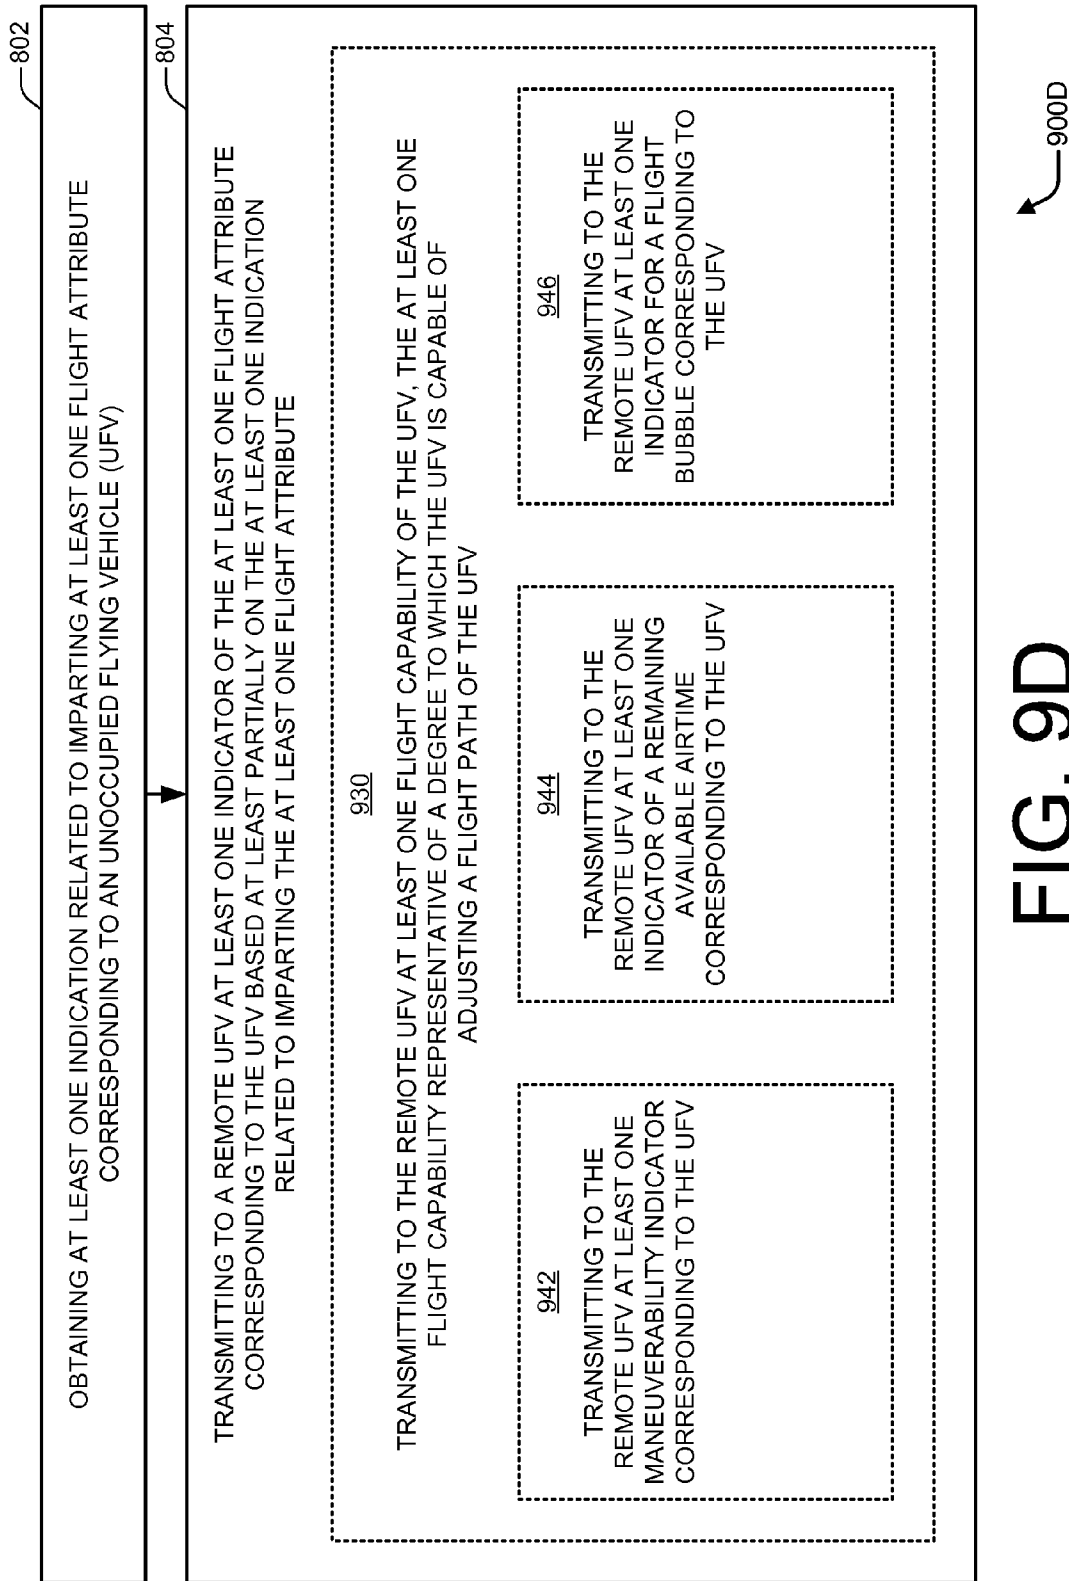 802
OBTAINING AT LEAST ONE INDICATION RELATED TO IMPARTING AT LEAST ONE FLIGHT ATTRIBUTE
CORRESPONDING TO AN UNOCCUPIED FLYING VEHICLE (UFV)
804
TRANSMITTING TO A REMOTE UFV AT LEAST ONE INDICATOR OF THE AT LEAST ONE FLIGHT ATTRIBUTE
CORRESPONDING TO THE UFV BASED AT LEAST PARTIALLY ON THE AT LEAST ONE INDICATION
RELATED TO IMPARTING THE AT LEAST ONE FLIGHT ATTRIBUTE
930
TRANSMITTING TO THE REMOTE UFV AT LEAST ONE FLIGHT CAPABILITY OF THE UFV, THE AT LEAST ONE
FLIGHT CAPABILITY REPRESENTATIVE OF A DEGREE TO WHICH THE UFV IS CAPABLE OF
ADJUSTING A FLIGHT PATH OF THE UFV
942
TRANSMITTING TO THE
REMOTE UFV AT LEAST ONE
MANEUVERABILITY INDICATOR
CORRESPONDING TO THE UFV
944
TRANSMITTING TO THE
REMOTE UFV AT LEAST ONE
INDICATOR OF A REMAINING
AVAILABLE AIRTIME
CORRESPONDING TO THE UFV
946
TRANSMITTING TO THE
REMOTE UFV AT LEAST ONE
INDICATOR FOR A FLIGHT
BUBBLE CORRESPONDING TO
THE UFV
900D
FIG. 9D